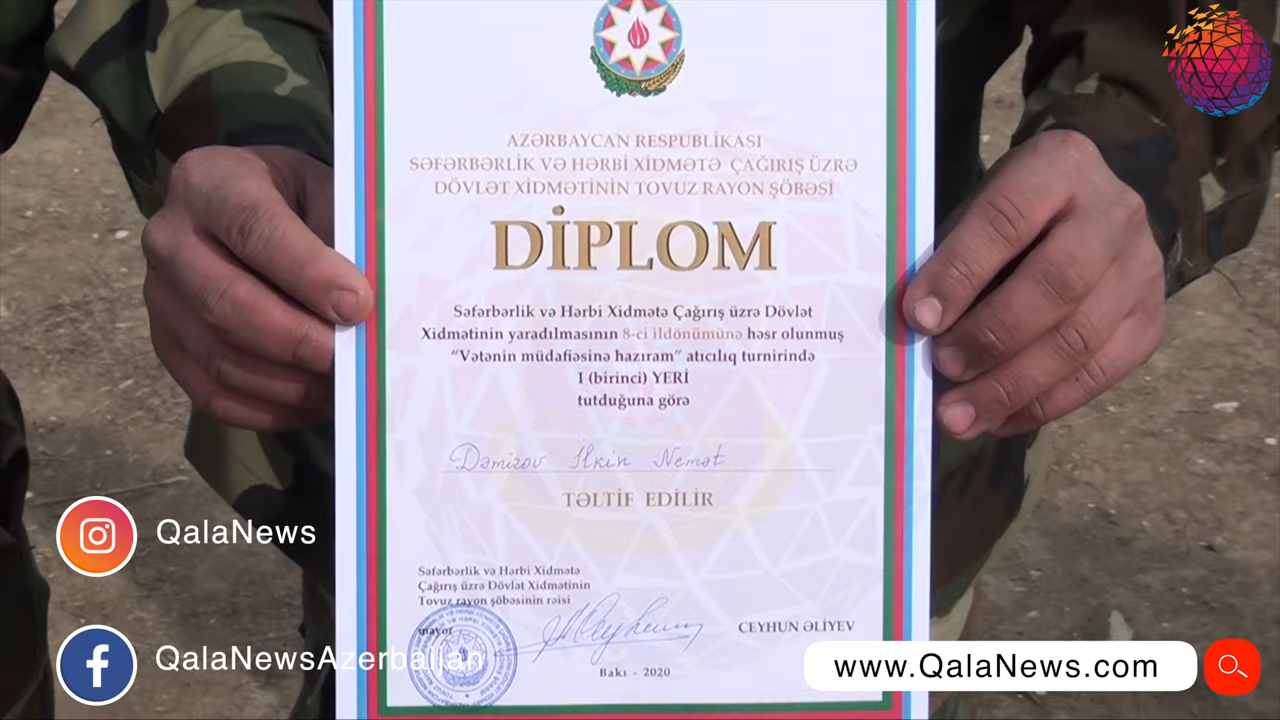 AZƏRBAYCAN RESPUBLİKASI
SƏFƏRBƏRLİK VƏ HƏRBİ XİDMƏTƏ ÇAĞIRIŞ ÜZRƏ
DÖVLƏT XİDMƏTİNİN TOVUZ RAYON ŞÖBƏSİ
DİPLOM
Səfərbərlik və Hərbi Xidmətə Çağırış üzrə Dövlət
Xidmətinin yaradılmasının 8-ci ildönümünə həsr olunmuş
“Vətənin müdafiəsinə hazıram” atıcılıq turnirində
I (birinci) YERİ
tutduğuna görə
Dəmirov İlkin Nemət
TƏLTİF EDİLİR
Səfərbərlik və Hərbi Xidmətə
Çağırış üzrə Dövlət Xidmətinin
Tovuz rayon şöbəsinin rəisi
mayor
CEYHUN ƏLİYEV
Bakı - 2020
QalaNews
QalaNewsAzerbaijan
www.QalaNews.com